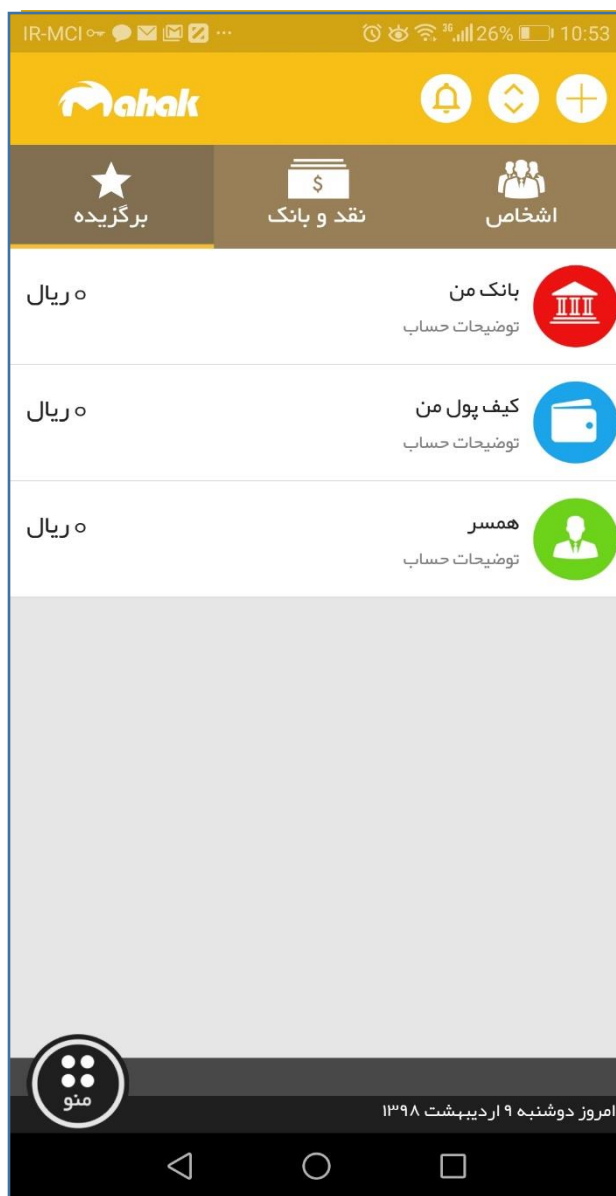 IR-MCI ... 3G 26% 10:53
Mahak
اشخاص
نقد و بانک
برگزیده
بانک من
۰ ریال
توضیحات حساب
کیف پول من
۰ ریال
توضیحات حساب
همسر
۰ ریال
توضیحات حساب
منو
امروز دوشنبه ۹ اردیبهشت ۱۳۹۸